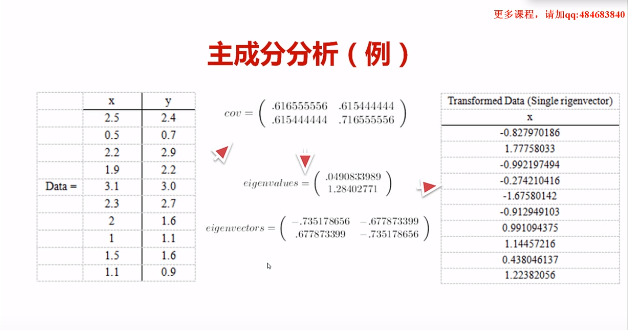 更多课程，请加qq:484683840
主成分分析（例）
x y
2.5 2.4
0.5 0.7
2.2 2.9
1.9 2.2
Data = 3.1 3.0
2.3 2.7
2 1.6
1 1.1
1.5 1.6
1.1 0.9
cov = ( .616555556 .615444444
.615444444 .716555556 )
eigenvalues = ( .0490833989
1.28402771 )
eigenvectors = ( -.735178656 -.677873399
.677873399 -.735178656 )
Transformed Data (Single rigenvector)
x
-0.827970186
1.77758033
-0.992197494
-0.274210416
-1.67580142
-0.912949103
0.991094375
1.14457216
0.438046137
1.22382056